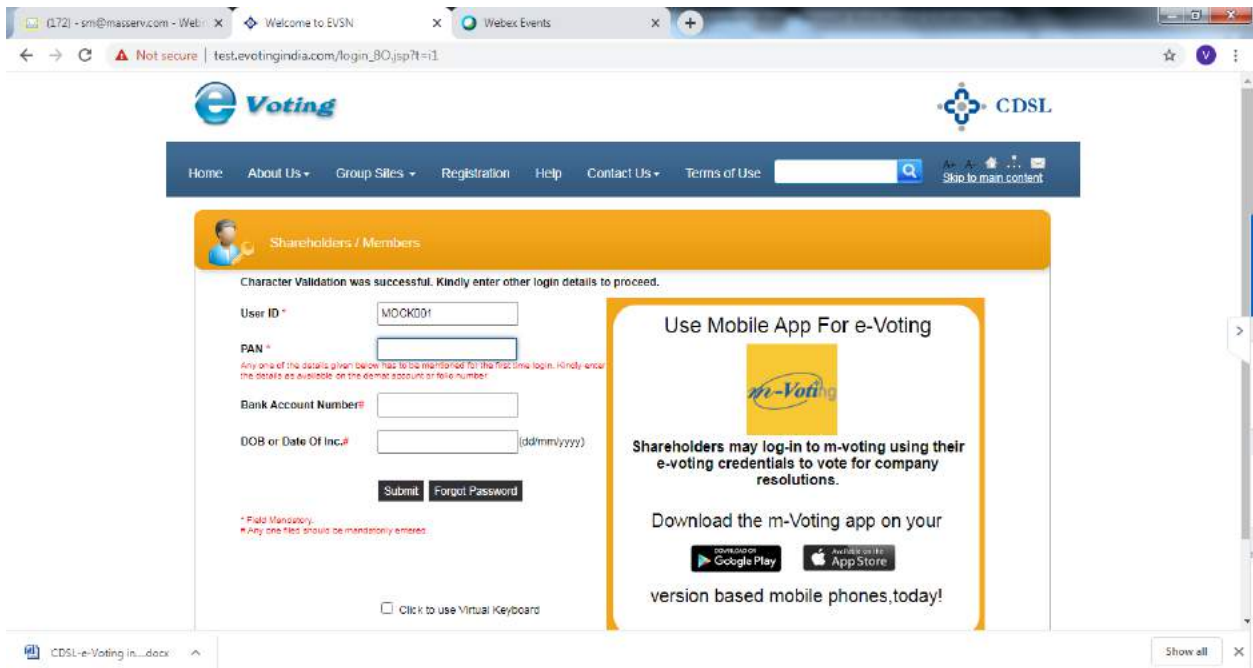 (172) - sm@masserv.com - Web
Welcome to EVSN
Webex Events
Not secure | test.evotingindia.com/login_8O.jsp?t=i1
V
e Voting
CDSL
Home About Us Group Sites Registration Help Contact Us Terms of Use
A+ A-
Skip to main content
Shareholders / Members
Character Validation was successful. Kindly enter other login details to proceed.
User ID *
MOCK001
PAN *
Any one of the details given below has to be mentioned for the first time login. Kindly enter
the details as available on the demat account or folio number
Bank Account Number#
DOB or Date Of Inc.#
(dd/mm/yyyy)
Submit Forgot Password
* Field Mandatory.
# Any one filed should be mandatorily entered.
Click to use Virtual Keyboard
Use Mobile App For e-Voting
m-Voting
Shareholders may log-in to m-voting using their
e-voting credentials to vote for company
resolutions.
Download the m-Voting app on your
DOWNLOAD ON
Google Play
Available on the
App Store
version based mobile phones,today!
CDSL-e-Voting in....docx
Show all